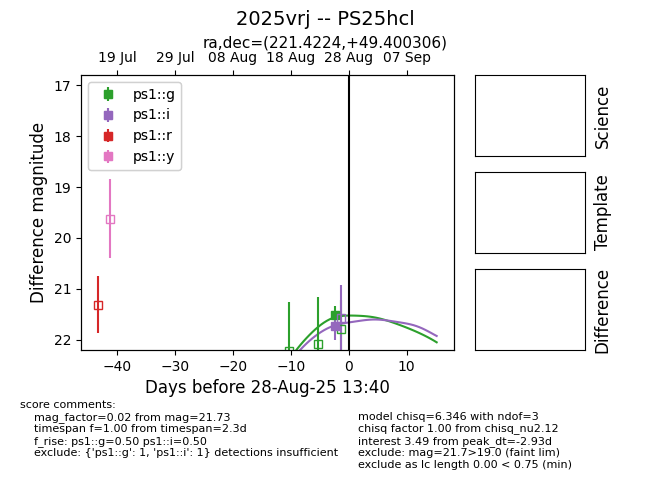 2025vrj -- PS25hcl
ra,dec=(221.4224,+49.400306)
19 Jul 29 Jul 08 Aug 18 Aug 28 Aug 07 Sep
ps1::g
ps1::i
ps1::r
ps1::y
17
18
19
20
21
22
Difference magnitude
−40 −30 −20 −10 0 10
Days before 28-Aug-25 13:40
Science
Template
Difference
score comments:
mag_factor=0.02 from mag=21.73
timespan f=1.00 from timespan=2.3d
f_rise: ps1::g=0.50 ps1::i=0.50
exclude: {'ps1::g': 1, 'ps1::i': 1} detections insufficient
model chisq=6.346 with ndof=3
chisq factor 1.00 from chisq_nu2.12
interest 3.49 from peak_dt=-2.93d
exclude: mag=21.7>19.0 (faint lim)
exclude as lc length 0.00 < 0.75 (min)